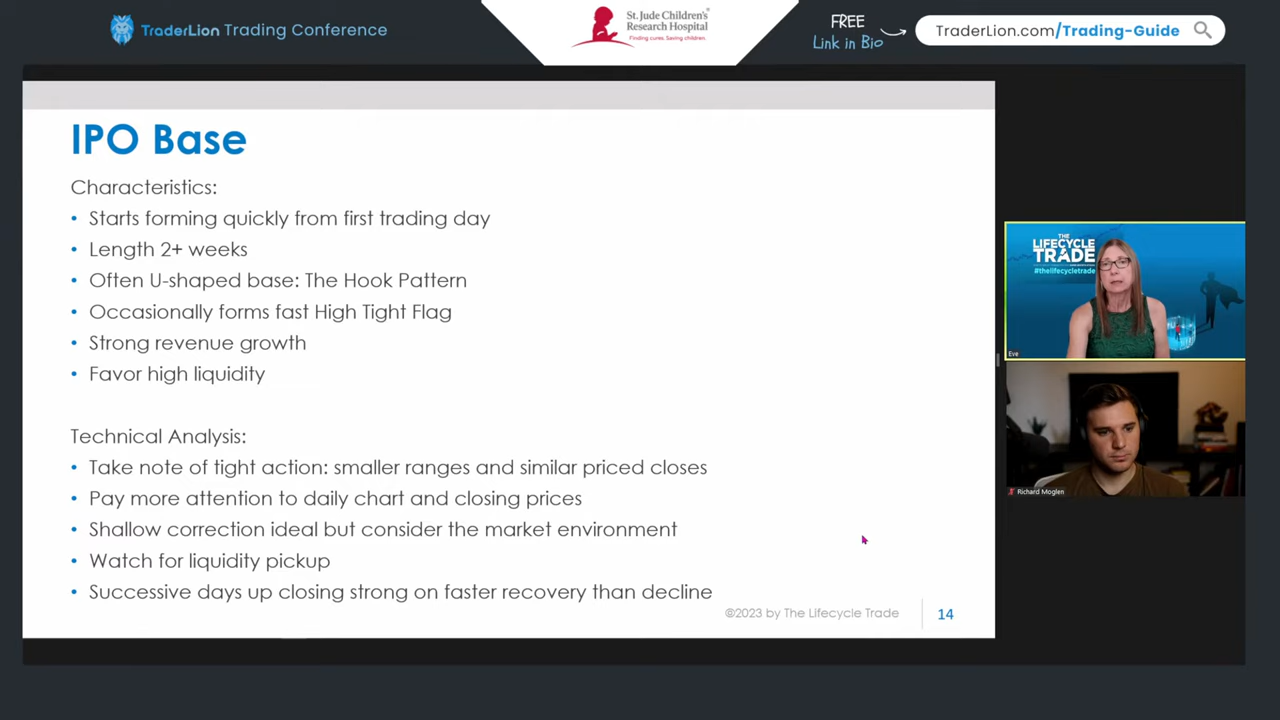 TraderLion Trading Conference
St. Jude Children's
Research Hospital
Finding cures. Saving children.
FREE
Link in Bio
TraderLion.com/Trading-Guide
IPO Base
Characteristics:
• Starts forming quickly from first trading day
• Length 2+ weeks
• Often U-shaped base: The Hook Pattern
• Occasionally forms fast High Tight Flag
• Strong revenue growth
• Favor high liquidity
Technical Analysis:
• Take note of tight action: smaller ranges and similar priced closes
• Pay more attention to daily chart and closing prices
• Shallow correction ideal but consider the market environment
• Watch for liquidity pickup
• Successive days up closing strong on faster recovery than decline
©2023 by The Lifecycle Trade
14
THE
LIFECYCLE
TRADE
#thelifecycletrade
Eve
Richard Moglen